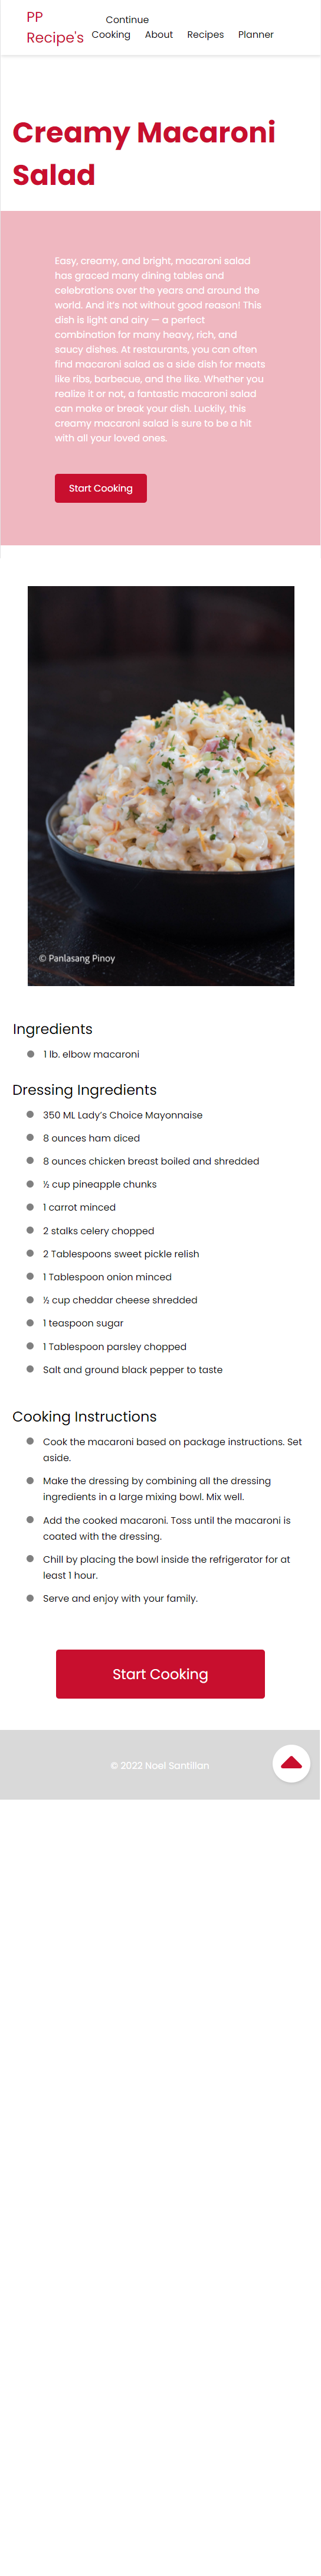 PP
Recipe's
Continue
Cooking About Recipes Planner
Creamy Macaroni
Salad
Easy, creamy, and bright, macaroni salad
has graced many dining tables and
celebrations over the years and around the
world. And it's not without good reason! This
dish is light and airy — a perfect
combination for many heavy, rich, and
saucy dishes. At restaurants, you can often
find macaroni salad as a side dish for meats
like ribs, barbecue, and the like. Whether you
realize it or not, a fantastic macaroni salad
can make or break your dish. Luckily, this
creamy macaroni salad is sure to be a hit
with all your loved ones.
Start Cooking
© Panlasang Pinoy
Ingredients
1 lb. elbow macaroni
Dressing Ingredients
350 ML Lady's Choice Mayonnaise
8 ounces ham diced
8 ounces chicken breast boiled and shredded
½ cup pineapple chunks
1 carrot minced
2 stalks celery chopped
2 Tablespoons sweet pickle relish
1 Tablespoon onion minced
½ cup cheddar cheese shredded
1 teaspoon sugar
1 Tablespoon parsley chopped
Salt and ground black pepper to taste
Cooking Instructions
Cook the macaroni based on package instructions. Set
aside.
Make the dressing by combining all the dressing
ingredients in a large mixing bowl. Mix well.
Add the cooked macaroni. Toss until the macaroni is
coated with the dressing.
Chill by placing the bowl inside the refrigerator for at
least 1 hour.
Serve and enjoy with your family.
Start Cooking
© 2022 Noel Santillan